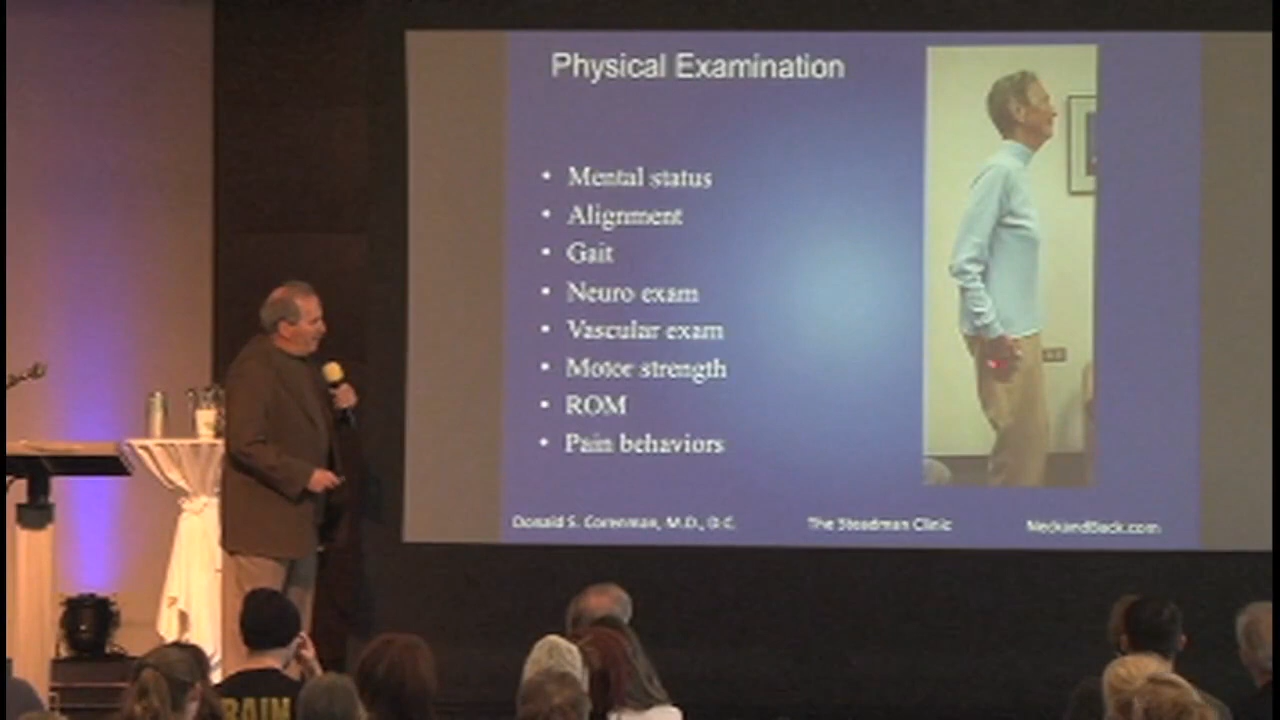 Physical Examination
• Mental status
• Alignment
• Gait
• Neuro exam
• Vascular exam
• Motor strength
• ROM
• Pain behaviors
Donald S. Corenman, M.D., D.C. The Steadman Clinic NeckandBack.com